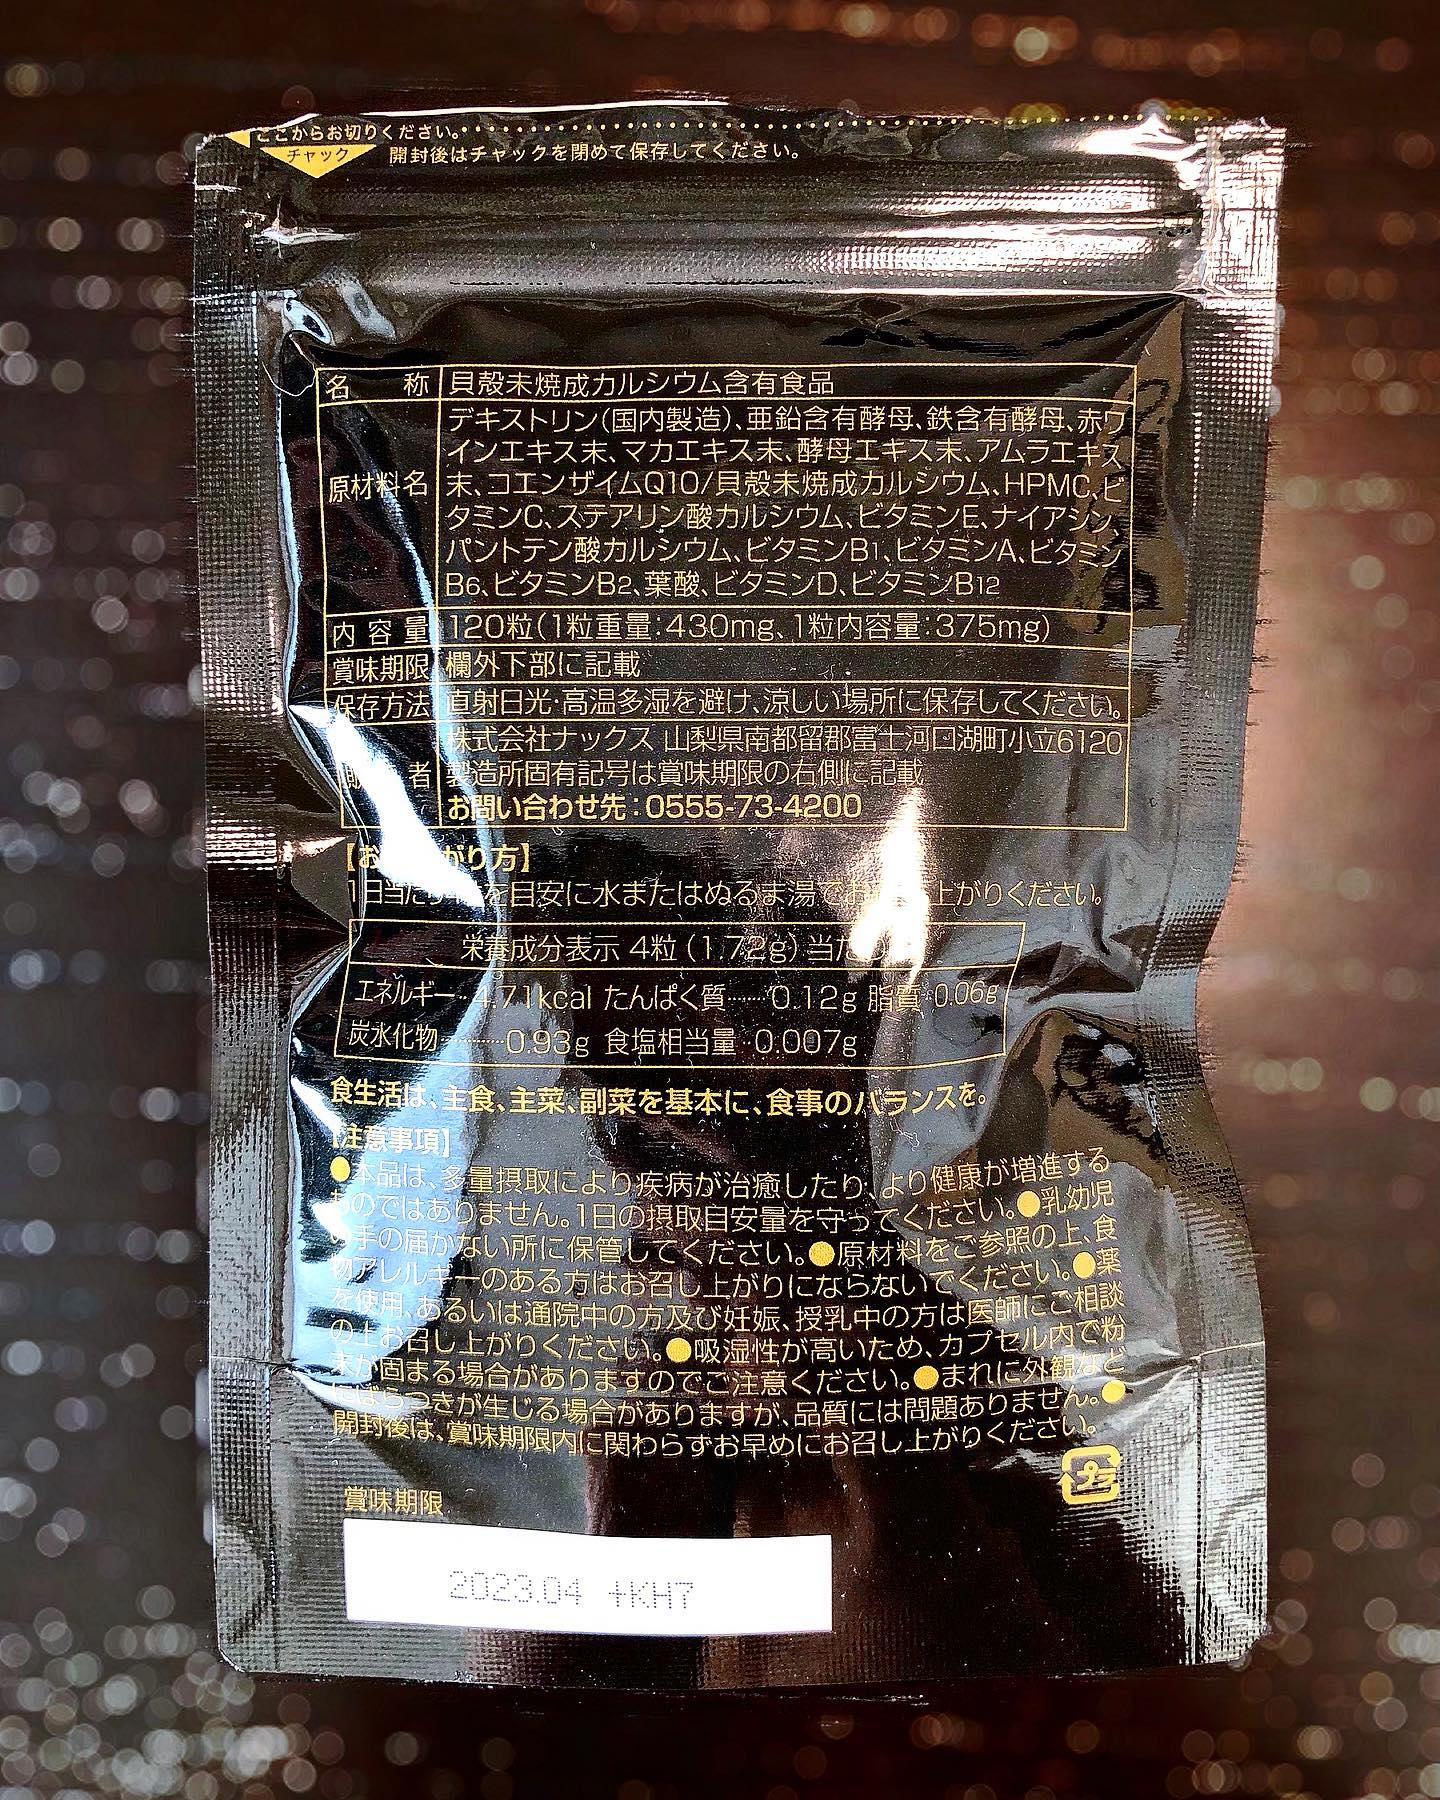 ここからお切りください。
チャック 開封後はチャックを閉めて保存してください。
名 称 貝殻未焼成カルシウム含有食品
デキストリン(国内製造)、亜鉛含有酵母、鉄含有酵母、赤ワ
インエキス末、マカエキス末、酵母エキス末、アムラエキス
原材料名 末、コエンザイムQ10/貝殻未焼成カルシウム、HPMC、ビ
タミンC、ステアリン酸カルシウム、ビタミンE、ナイアシン、
パントテン酸カルシウム、ビタミンB1、ビタミンA、ビタミン
B6、ビタミンB2、葉酸、ビタミンD、ビタミンB12
内容量 120粒(1粒重量:430mg、1粒内容量:375mg)
賞味期限 欄外下部に記載
保存方法 直射日光・高温多湿を避け、涼しい場所に保存してください。
株式会社ナックス 山梨県南都留郡富士河口湖町小立6120
者 製造所固有記号は賞味期限の右側に記載
お問い合わせ先:0555-73-4200
【お がり方】
1日当たり を目安に水またはぬるま湯でお 上がりください。
栄養成分表示 4粒(1.72g)当た
エネルギー…4.71kcal たんぱく質……0.12g 脂質…0.06g
炭水化物………0.93g 食塩相当量…0.007g
食生活は、主食、主菜、副菜を基本に、食事のバランスを。
【注意事項】
●本品は、多量摂取により疾病が治癒したり、より健康が増進する
ものではありません。1日の摂取目安量を守ってください。●乳幼児
の手の届かない所に保管してください。●原材料をご参照の上、食
物アレルギーのある方はお召し上がりにならないでください。●薬
を使用、あるいは通院中の方及び妊娠、授乳中の方は医師にご相談
の上お召し上がりください。●吸湿性が高いため、カプセル内で粉
末が固まる場合がありますのでご注意ください。●まれに外観など
にばらつきが生じる場合がありますが、品質には問題ありません。●
開封後は、賞味期限内に関わらずお早めにお召し上がりください。
プラ
賞味期限
2023.04 +KH7